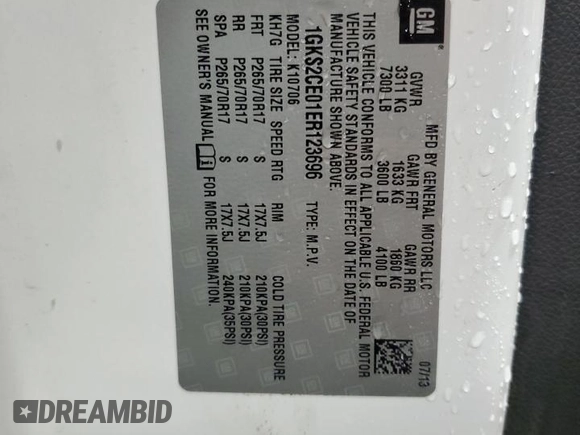 GM
MFD BY GENERAL MOTORS LLC
07/13
GVWR GAWR FRT GAWR RR
3311 KG 1633 KG 1860 KG
7300 LB 3600 LB 4100 LB
THIS VEHICLE CONFORMS TO ALL APPLICABLE U.S. FEDERAL MOTOR
VEHICLE SAFETY STANDARDS IN EFFECT ON THE DATE OF
MANUFACTURE SHOWN ABOVE.
1GKS2CE01ER123696 TYPE: M.P.V.
MODEL: K10706
KH7G TIRE SIZE SPEED RTG RIM COLD TIRE PRESSURE
FRT P265/70R17 S 17X7.5J 210KPA(30PSI)
RR P265/70R17 S 17X7.5J 210KPA(30PSI)
SPA P265/70R17 S 17X7.5J 240KPA(35PSI)
SEE OWNER'S MANUAL i FOR MORE INFORMATION.
DREAMBID